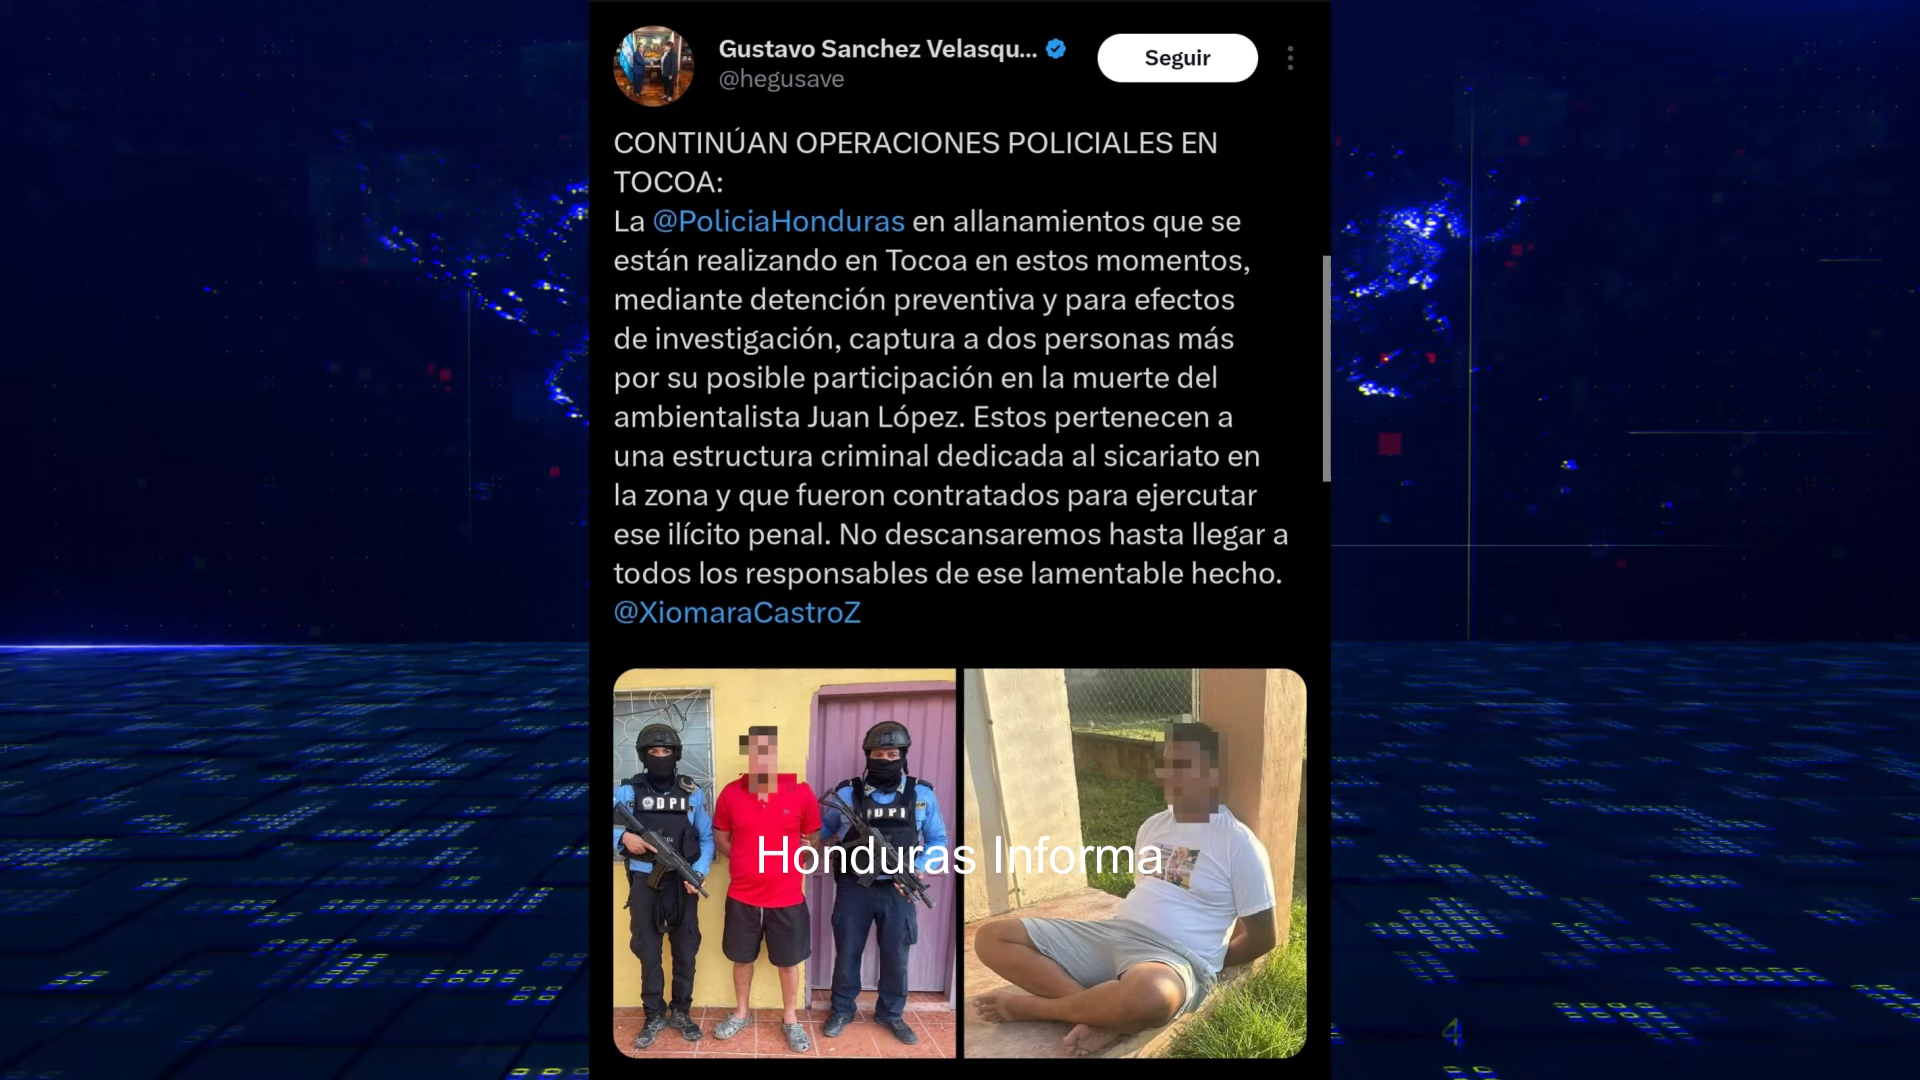 Gustavo Sanchez Velasqu...
@hegusave
Seguir
CONTINÚAN OPERACIONES POLICIALES EN
TOCOA:
La @PoliciaHonduras en allanamientos que se
están realizando en Tocoa en estos momentos,
mediante detención preventiva y para efectos
de investigación, captura a dos personas más
por su posible participación en la muerte del
ambientalista Juan López. Estos pertenecen a
una estructura criminal dedicada al sicariato en
la zona y que fueron contratados para ejercutar
ese ilícito penal. No descansaremos hasta llegar a
todos los responsables de ese lamentable hecho.
@XiomaraCastroZ
DPI
DPI
Honduras Informa
4